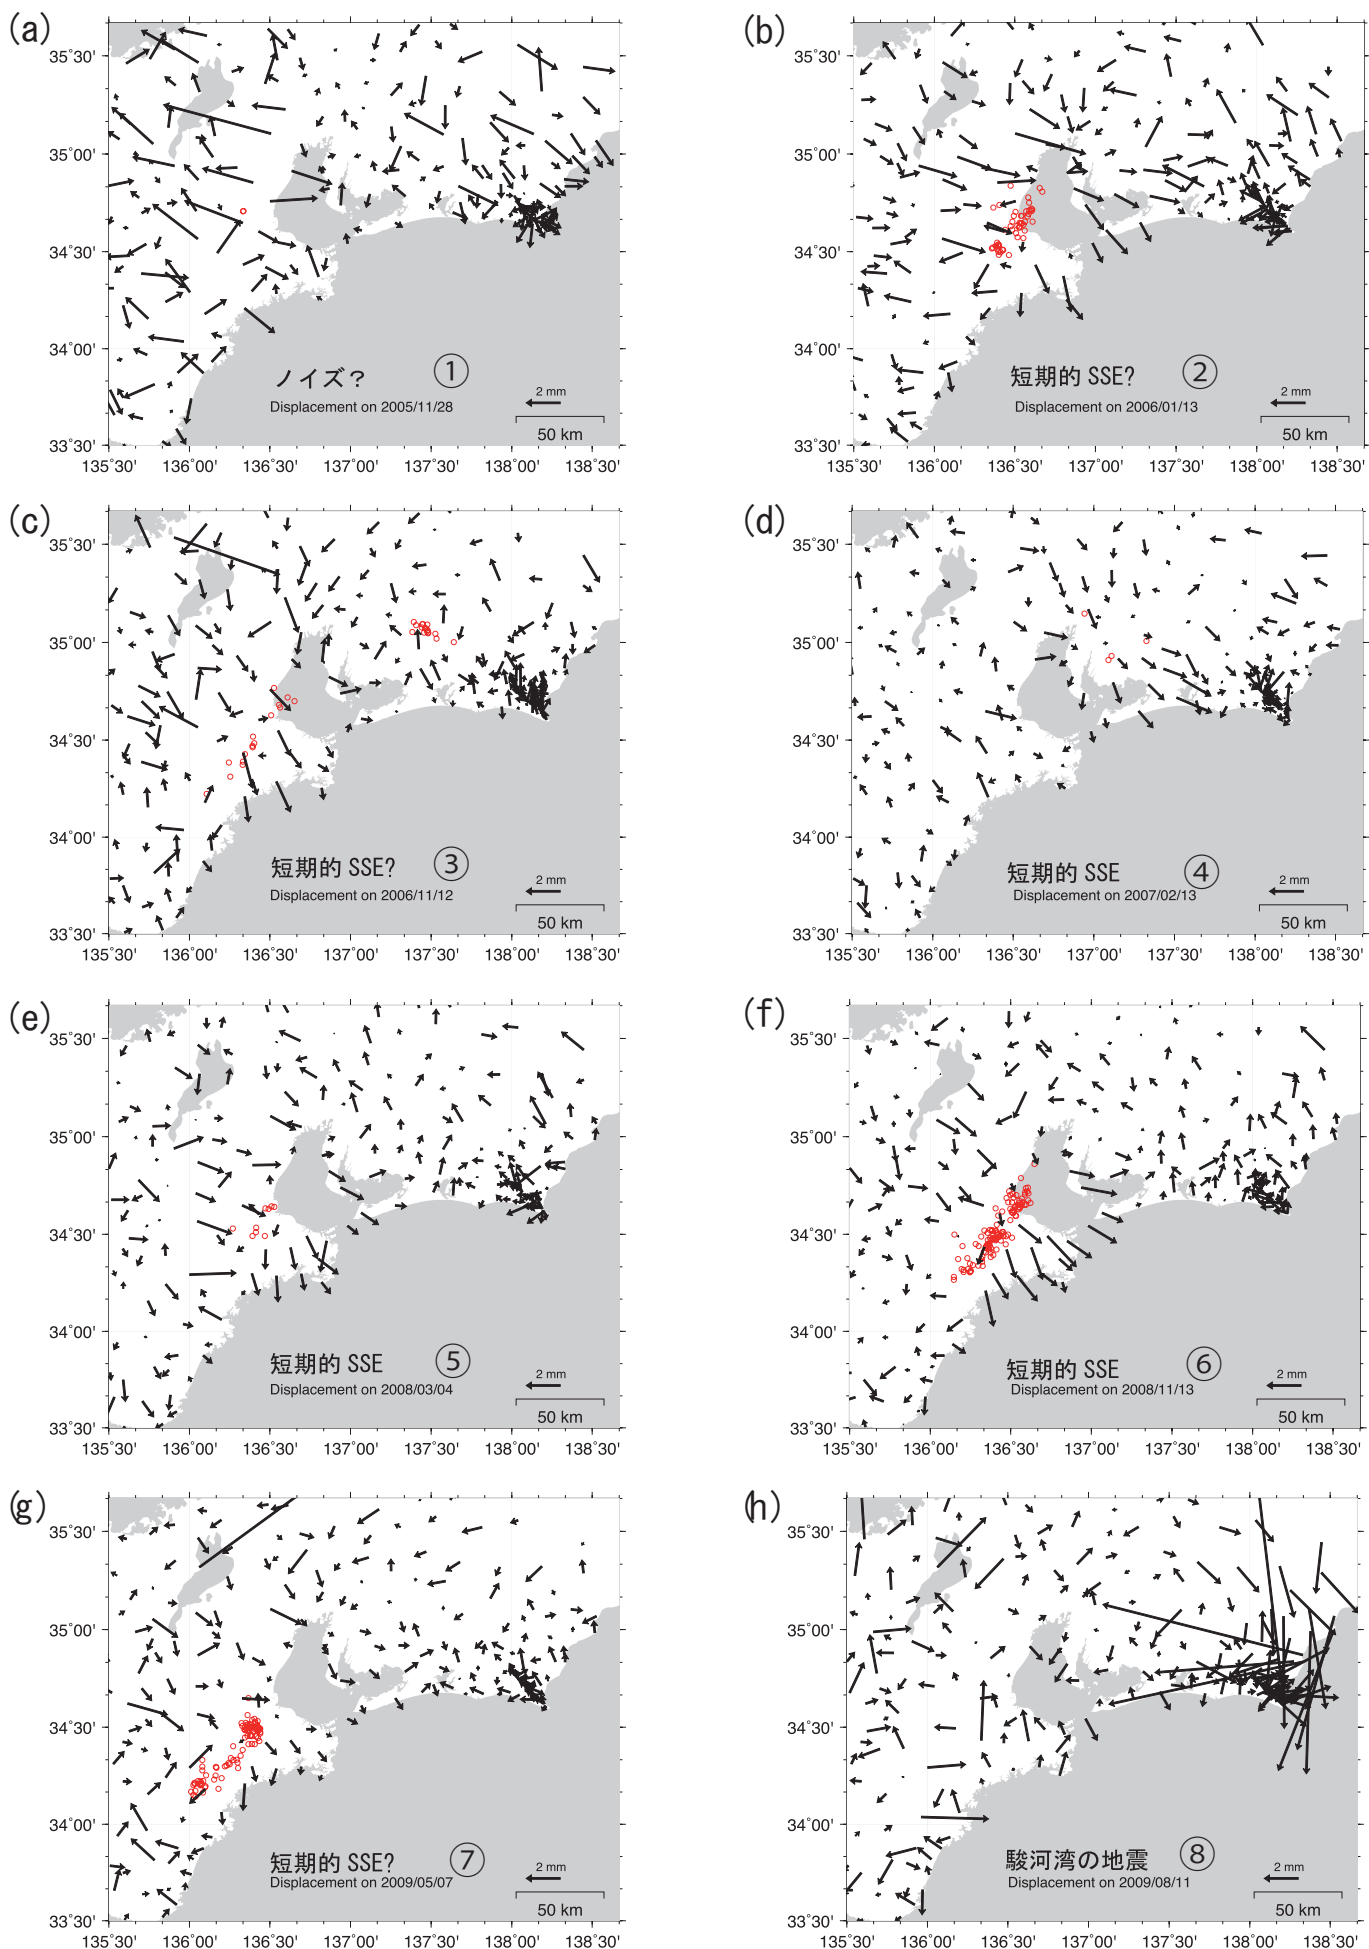 (a)
35°30'
35°00'
34°30'
34°00'
33°30'
135°30' 136°00' 136°30' 137°00' 137°30' 138°00' 138°30'
ノイズ? ①
Displacement on 2005/11/28
2 mm
50 km
(b)
35°30'
35°00'
34°30'
34°00'
33°30'
135°30' 136°00' 136°30' 137°00' 137°30' 138°00' 138°30'
短期的 SSE? ②
Displacement on 2006/01/13
2 mm
50 km
(c)
35°30'
35°00'
34°30'
34°00'
33°30'
135°30' 136°00' 136°30' 137°00' 137°30' 138°00' 138°30'
短期的 SSE? ③
Displacement on 2006/11/12
2 mm
50 km
(d)
35°30'
35°00'
34°30'
34°00'
33°30'
135°30' 136°00' 136°30' 137°00' 137°30' 138°00' 138°30'
短期的 SSE ④
Displacement on 2007/02/13
2 mm
50 km
(e)
35°30'
35°00'
34°30'
34°00'
33°30'
135°30' 136°00' 136°30' 137°00' 137°30' 138°00' 138°30'
短期的 SSE ⑤
Displacement on 2008/03/04
2 mm
50 km
(f)
35°30'
35°00'
34°30'
34°00'
33°30'
135°30' 136°00' 136°30' 137°00' 137°30' 138°00' 138°30'
短期的 SSE ⑥
Displacement on 2008/11/13
2 mm
50 km
(g)
35°30'
35°00'
34°30'
34°00'
33°30'
135°30' 136°00' 136°30' 137°00' 137°30' 138°00' 138°30'
短期的 SSE? ⑦
Displacement on 2009/05/07
2 mm
50 km
(h)
35°30'
35°00'
34°30'
34°00'
33°30'
135°30' 136°00' 136°30' 137°00' 137°30' 138°00' 138°30'
駿河湾の地震 ⑧
Displacement on 2009/08/11
2 mm
50 km